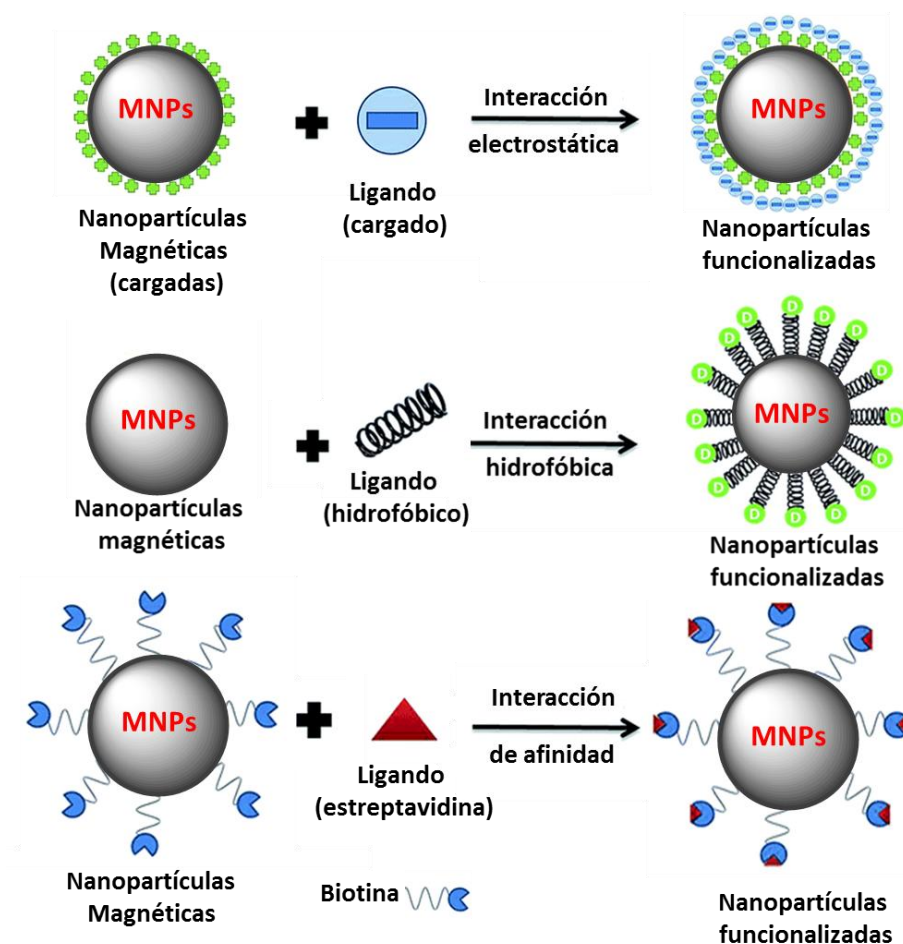 MNPs
Nanopartículas
Magnéticas
(cargadas)
Ligando
(cargado)
Interacción
electrostática
MNPs
Nanopartículas
funcionalizadas
MNPs
Nanopartículas
magnéticas
Ligando
(hidrofóbico)
Interacción
hidrofóbica
D D D D D D D D D D D D D D D D
MNPs
Nanopartículas
funcionalizadas
MNPs
Nanopartículas
Magnéticas
Ligando
(estreptavidina)
Interacción
de afinidad
Biotina
MNPs
Nanopartículas
funcionalizadas